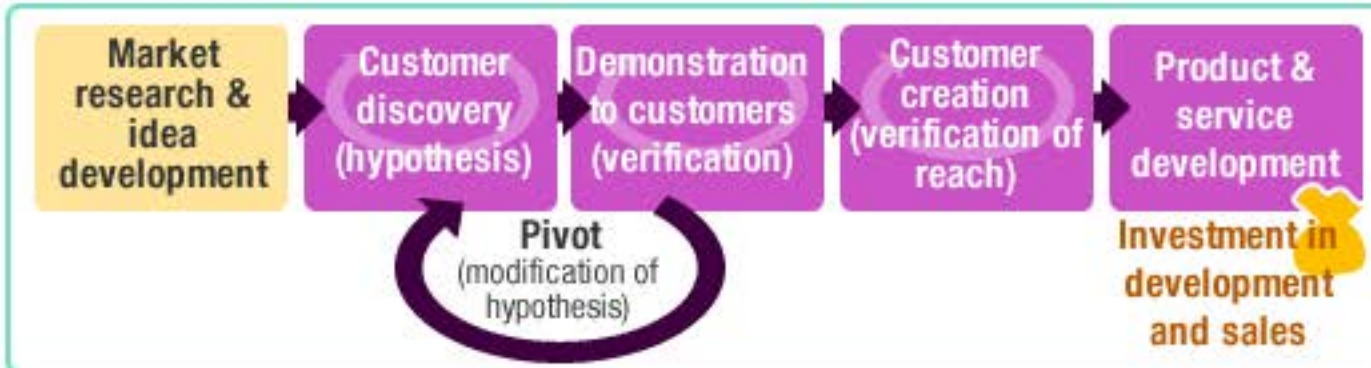 Market
research &
idea
development
Customer
discovery
(hypothesis)
Demonstration
to customers
(verification)
Customer
creation
(verification of
reach)
Product &
service
development
Pivot
(modification of
hypothesis)
Investment in
development
and sales